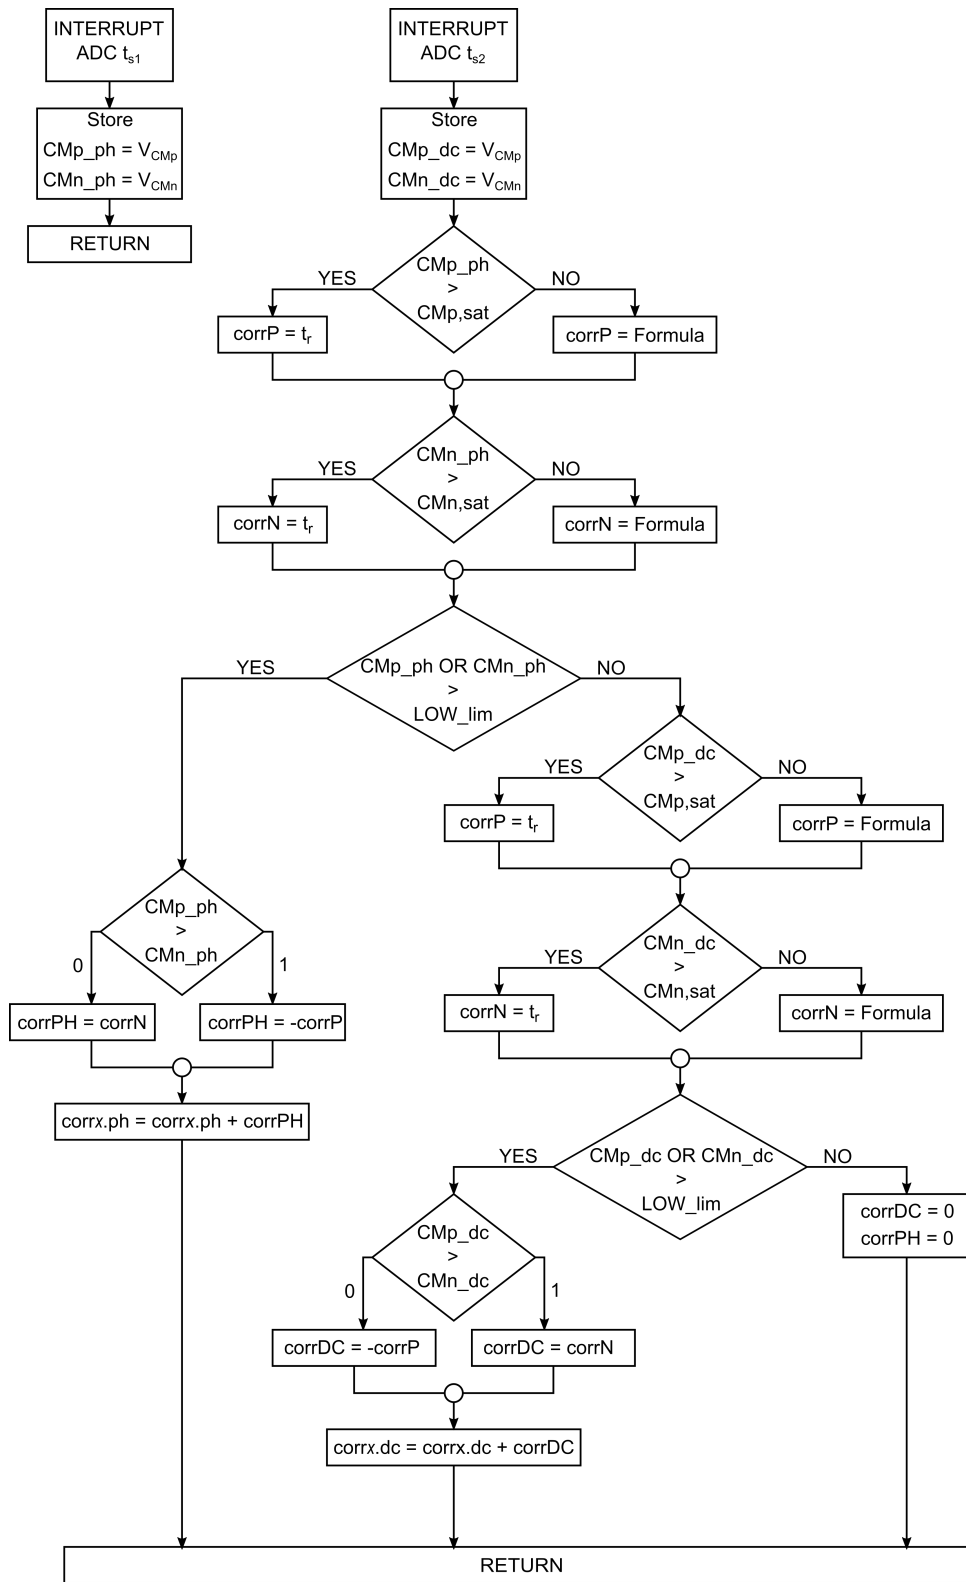 INTERRUPT
ADC ts1
Store
CMp_ph = VCMp
CMn_ph = VCMn
RETURN
INTERRUPT
ADC ts2
Store
CMp_dc = VCMp
CMn_dc = VCMn
CMp_ph
>
CMp,sat
YES
NO
corrP = tr
corrP = Formula
CMn_ph
>
CMn,sat
YES
NO
corrN = tr
corrN = Formula
CMp_ph OR CMn_ph
>
LOW_lim
YES
NO
CMp_dc
>
CMp,sat
YES
NO
corrP = tr
corrP = Formula
CMp_ph
>
CMn_ph
0
1
corrPH = corrN
corrPH = -corrP
corrx.ph = corrx.ph + corrPH
CMn_dc
>
CMn,sat
YES
NO
corrN = tr
corrN = Formula
CMp_dc OR CMn_dc
>
LOW_lim
YES
NO
corrDC = 0
corrPH = 0
CMp_dc
>
CMn_dc
0
1
corrDC = -corrP
corrDC = corrN
corrx.dc = corrx.dc + corrDC
RETURN